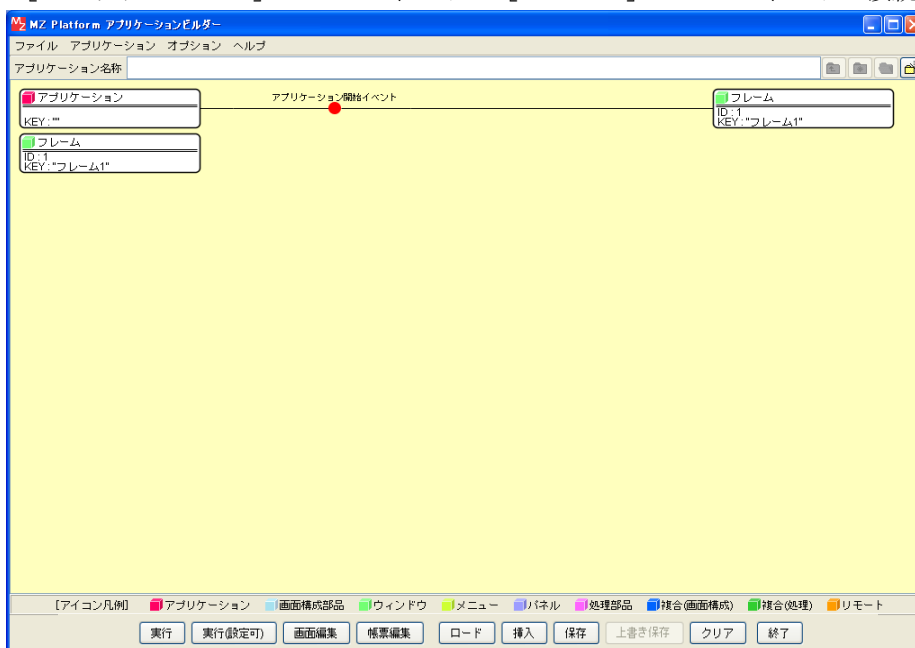 MZ Platform アプリケーションビルダー
ファイル アプリケーション オプション ヘルプ
アプリケーション名称
アプリケーション
KEY:""
アプリケーション開始イベント
フレーム
ID:1
KEY:"フレーム1"
フレーム
ID:1
KEY:"フレーム1"
[アイコン凡例] アプリケーション 画面構成部品 ウィンドウ メニュー パネル 処理部品 複合(画面構成) 複合(処理) リモート
実行 実行(設定可) 画面編集 帳票編集 ロード 挿入 保存 上書き保存 クリア 終了